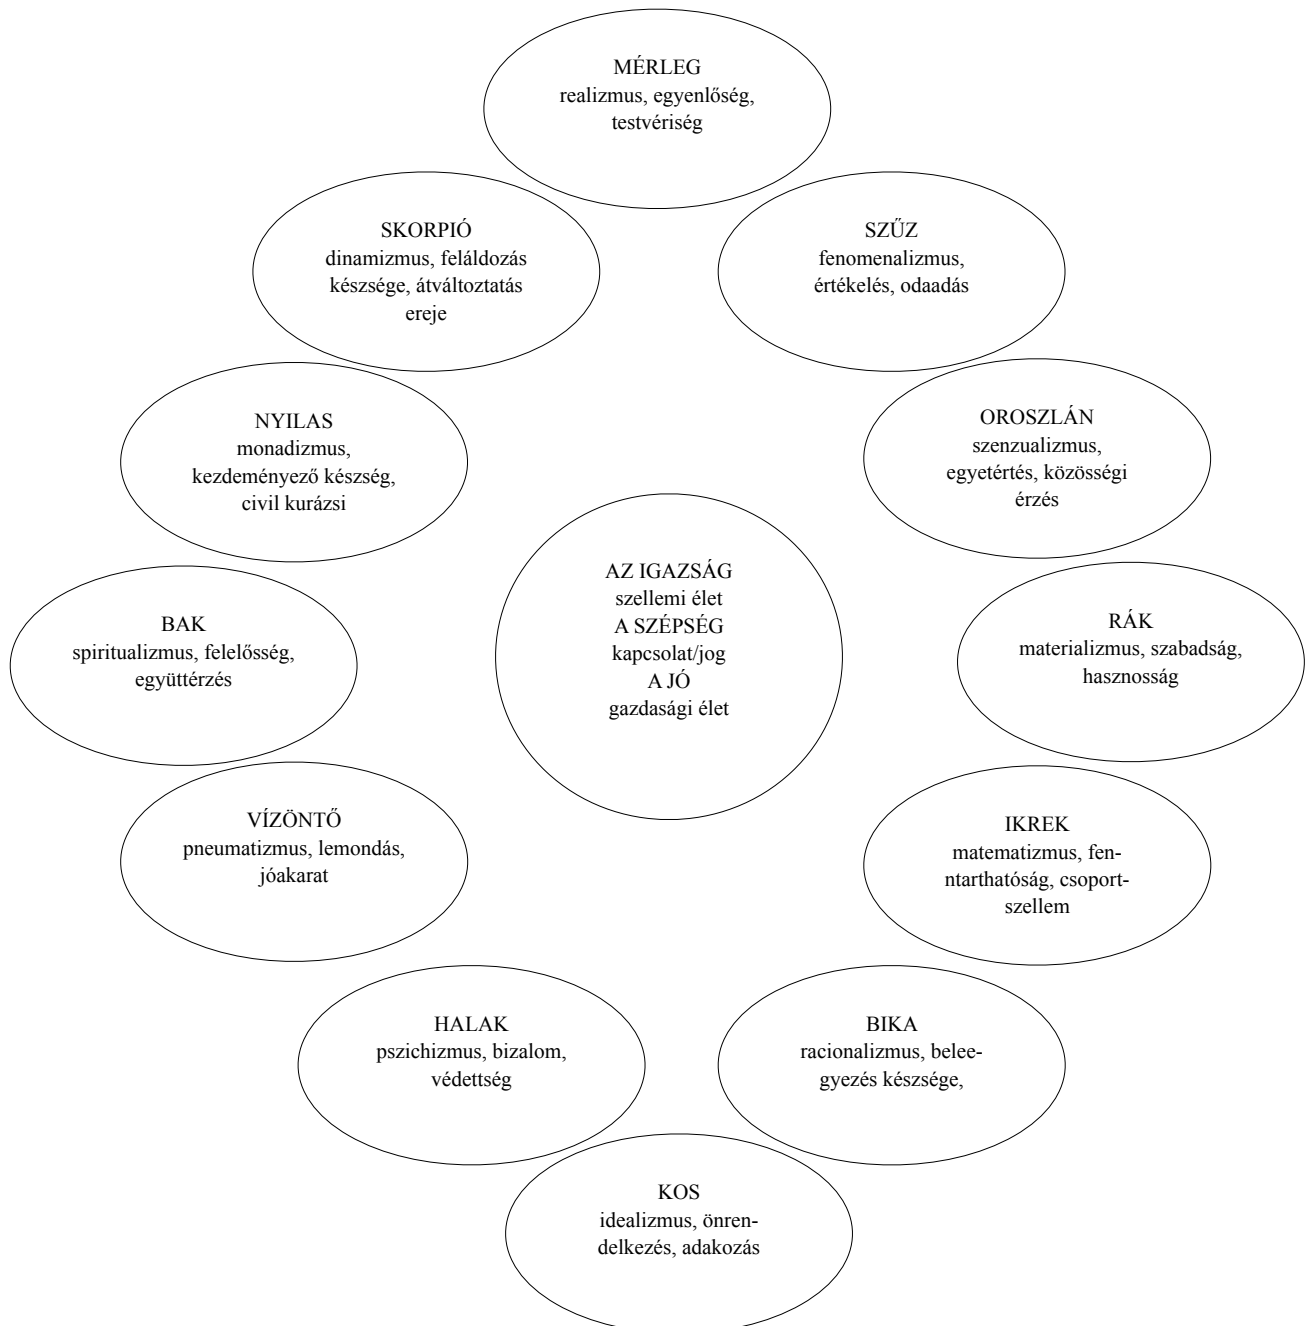 MÉRLEG
realizmus, egyenlőség,
testvériség
SKORPIÓ
dinamizmus, feláldozás
készsége, átváltoztatás
ereje
SZŰZ
fenomenalizmus,
értékelés, odaadás
NYILAS
monadizmus,
kezdeményező készség,
civil kurázsi
OROSZLÁN
szenzualizmus,
egyetértés, közösségi
érzés
AZ IGAZSÁG
szellemi élet
A SZÉPSÉG
kapcsolat/jog
A JÓ
gazdasági élet
BAK
spiritualizmus, felelősség,
együttérzés
RÁK
materializmus, szabadság,
hasznosság
VÍZÖNTŐ
pneumatizmus, lemondás,
jóakarat
IKREK
matematizmus, fen-
ntarthatóság, csoport-
szellem
HALAK
pszichizmus, bizalom,
védettség
BIKA
racionalizmus, belee-
gyezés készsége,
KOS
idealizmus, önren-
delkezés, adakozás